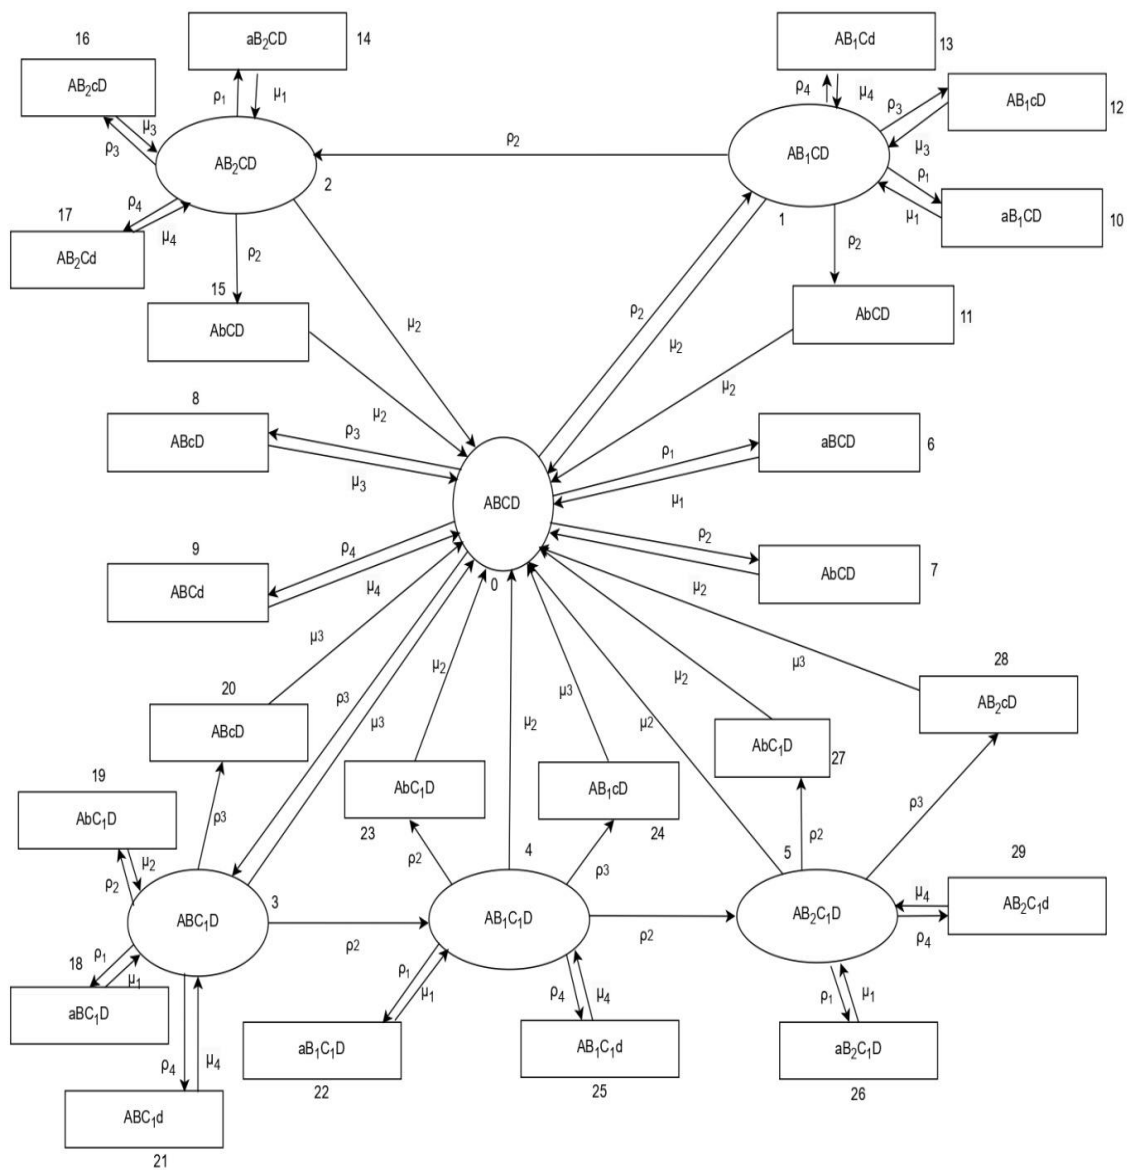 16
aB₂CD
14
AB₁Cd
13
AB₂cD
ρ₁
μ₁
ρ₄
μ₄
ρ₃
AB₁cD
12
μ₃
ρ₃
AB₂CD
2
ρ₂
AB₁CD
1
μ₃
ρ₁
μ₁
aB₁CD
10
17
ρ₄
μ₄
AB₂Cd
ρ₂
ρ₂
15
AbCD
μ₂
ρ₂
μ₂
AbCD
11
μ₂
μ₂
8
ABcD
ρ₃
μ₃
ρ₁
μ₁
aBCD
6
ABCD
0
9
ABCd
ρ₄
μ₄
ρ₂
μ₂
AbCD
7
μ3
μ₂
ρ3
μ3
μ₂
μ3
μ2
μ₂
μ3
28
AB₂cD
20
ABcD
AbC₁D
27
19
AbC₁D
ρ3
AbC₁D
23
AB₁cD
24
ρ3
μ₂
ρ₂
ρ2
4
ρ3
5
ρ2
29
ABC₁D
3
ρ2
AB₁C₁D
ρ2
AB₂C₁D
μ₄
ρ₄
AB₂C₁d
18
ρ₁
μ₁
aBC₁D
ρ₁
μ₁
ρ₄
μ₄
ρ₁
μ₁
ρ₄
μ₄
aB₁C₁D
22
AB₁C₁d
25
aB₂C₁D
26
ABC₁d
21